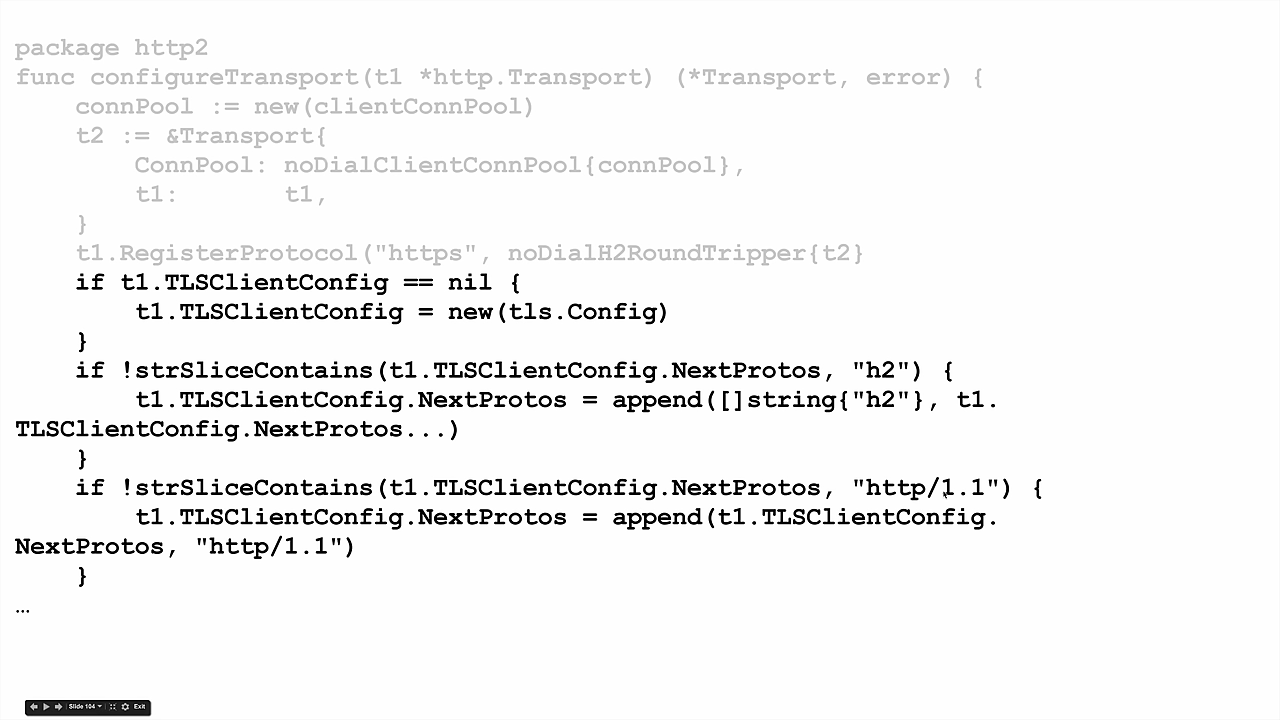 package http2
func configureTransport(t1 *http.Transport) (*Transport, error) {
    connPool := new(clientConnPool)
    t2 := &Transport{
        ConnPool: noDialClientConnPool{connPool},
        t1:       t1,
    }
    t1.RegisterProtocol("https", noDialH2RoundTripper{t2}
    if t1.TLSClientConfig == nil {
        t1.TLSClientConfig = new(tls.Config)
    }
    if !strSliceContains(t1.TLSClientConfig.NextProtos, "h2") {
        t1.TLSClientConfig.NextProtos = append([]string{"h2"}, t1.
TLSClientConfig.NextProtos...)
    }
    if !strSliceContains(t1.TLSClientConfig.NextProtos, "http/1.1") {
        t1.TLSClientConfig.NextProtos = append(t1.TLSClientConfig.
NextProtos, "http/1.1")
    }
…
Slide 104 Exit